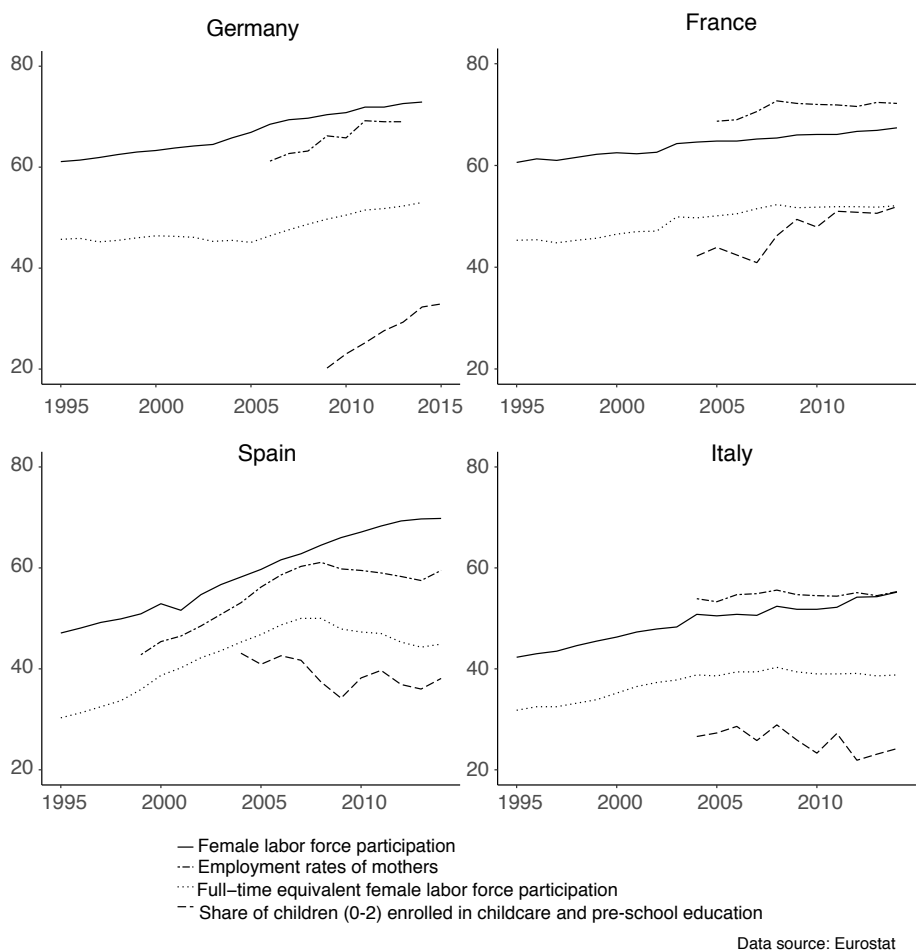 Germany
France
80
60
40
20
1995 2000 2005 2010 2015
80
60
40
20
1995 2000 2005 2010
Spain
Italy
80
60
40
20
1995 2000 2005 2010
80
60
40
20
1995 2000 2005 2010
Female labor force participation
Employment rates of mothers
Full−time equivalent female labor force participation
Share of children (0-2) enrolled in childcare and pre-school education
Data source: Eurostat